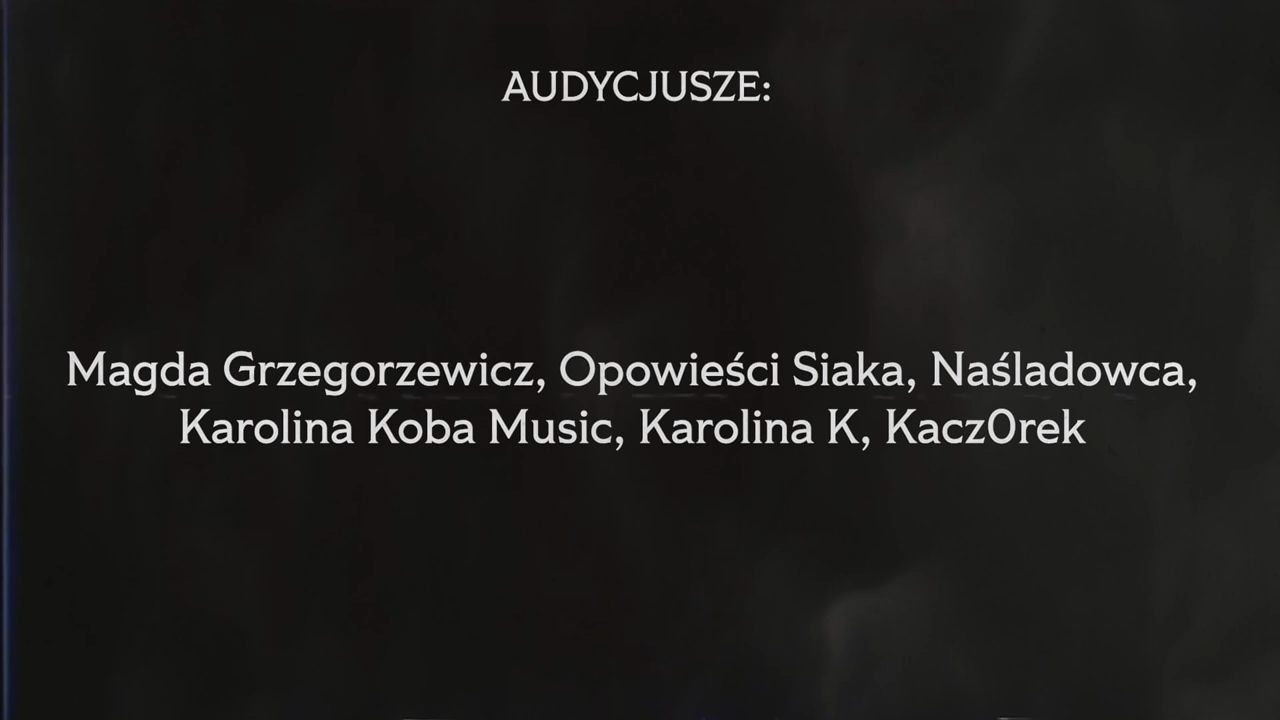 AUDYCJUSZE:
Magda Grzegorzewicz, Opowieści Siaka, Naśladowca,
Karolina Koba Music, Karolina K, Kacz0rek